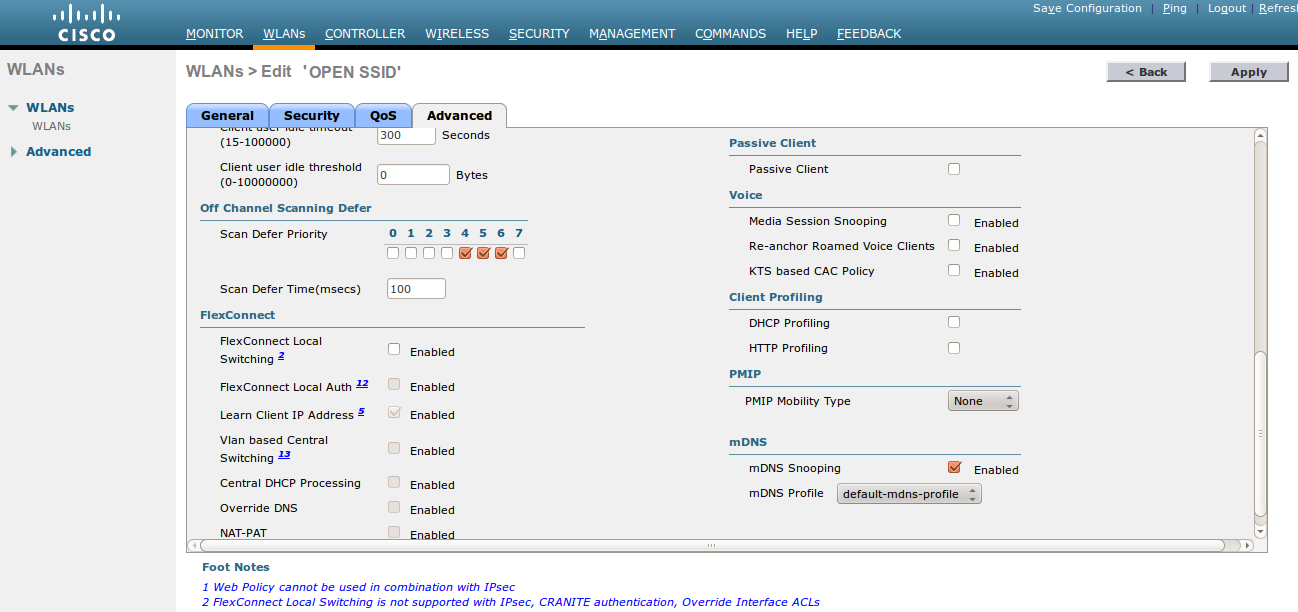 Save Configuration | Ping | Logout | Refresh
CISCO
MONITOR WLANs CONTROLLER WIRELESS SECURITY MANAGEMENT COMMANDS HELP FEEDBACK
WLANs
WLANs > Edit 'OPEN SSID'
< Back Apply
WLANs
WLANs
Advanced
General Security QoS Advanced
Client user idle timeout
(15-100000)
300 Seconds
Client user idle threshold
(0-10000000)
0 Bytes
Off Channel Scanning Defer
Scan Defer Priority
0 1 2 3 4 5 6 7
Scan Defer Time(msecs) 100
FlexConnect
FlexConnect Local
Switching 2 Enabled
FlexConnect Local Auth 12 Enabled
Learn Client IP Address 5 Enabled
Vlan based Central
Switching 13 Enabled
Central DHCP Processing Enabled
Override DNS Enabled
NAT-PAT Enabled
Passive Client
Passive Client
Voice
Media Session Snooping Enabled
Re-anchor Roamed Voice Clients Enabled
KTS based CAC Policy Enabled
Client Profiling
DHCP Profiling
HTTP Profiling
PMIP
PMIP Mobility Type None
mDNS
mDNS Snooping Enabled
mDNS Profile default-mdns-profile
Foot Notes
1 Web Policy cannot be used in combination with IPsec
2 FlexConnect Local Switching is not supported with IPsec, CRANITE authentication, Override Interface ACLs